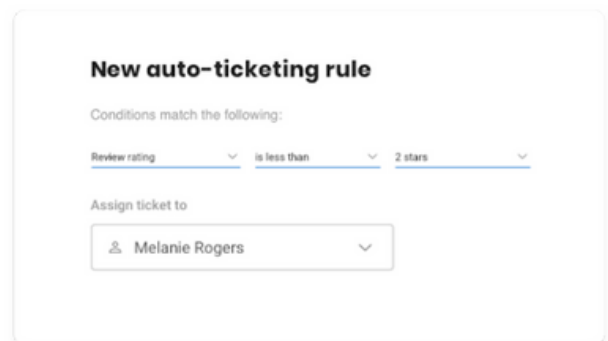 New auto-ticketing rule
Conditions match the following:
Review rating is less than 2 stars
Assign ticket to
Melanie Rogers